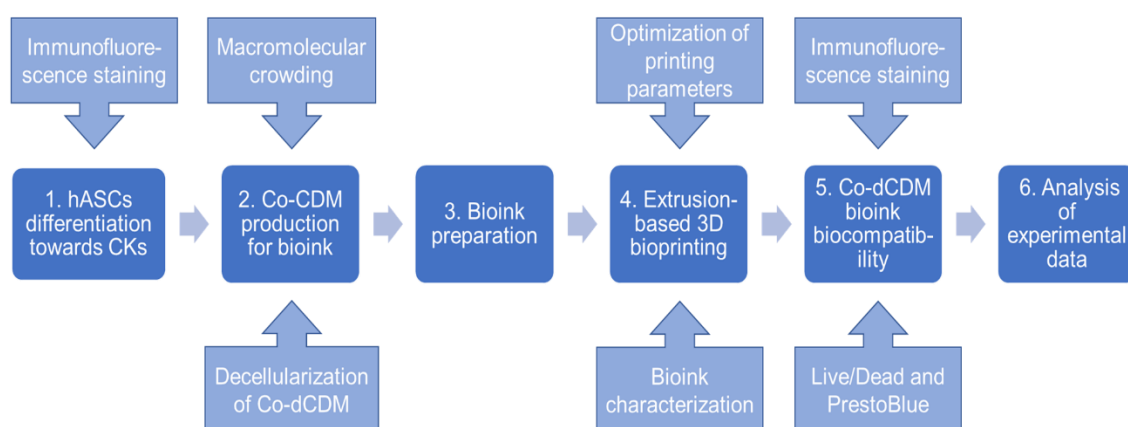 Immunofluore-
scence staining
Macromolecular
crowding
Optimization of
printing
parameters
Immunofluore-
scence staining
1. hASCs
differentiation
towards CKs
2. Co-CDM
production
for bioink
3. Bioink
preparation
4. Extrusion-
based 3D
bioprinting
5. Co-dCDM
bioink
biocompatib-
ility
6. Analysis
of
experimental
data
Decellularization
of Co-dCDM
Bioink
characterization
Live/Dead and
PrestoBlue